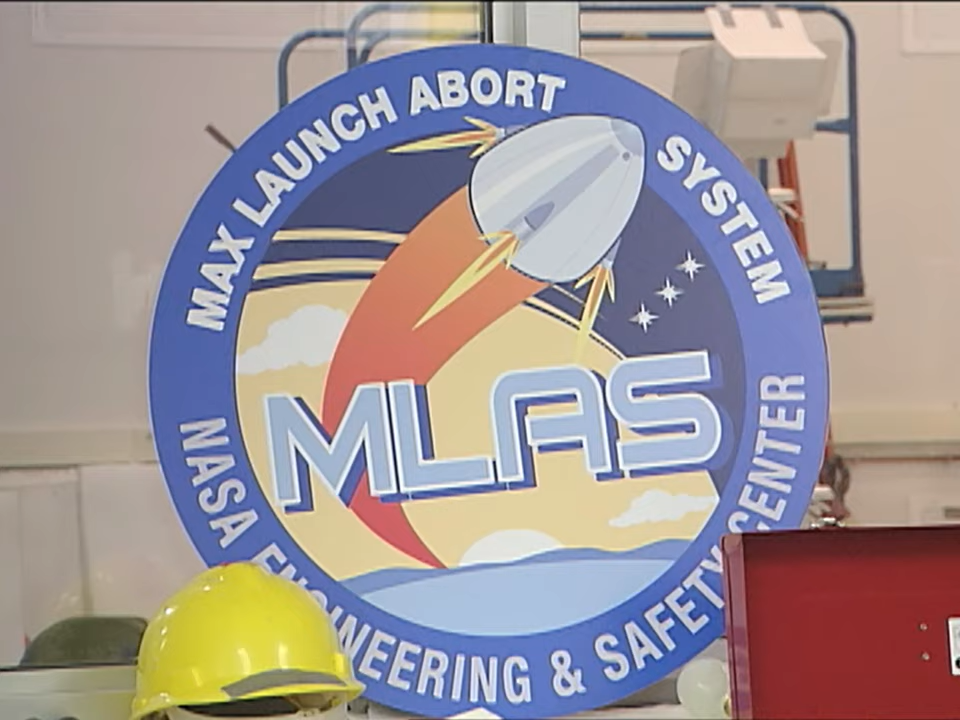 MAX LAUNCH ABORT SYSTEM
MLAS
NASA ENGINEERING & SAFETY CENTER